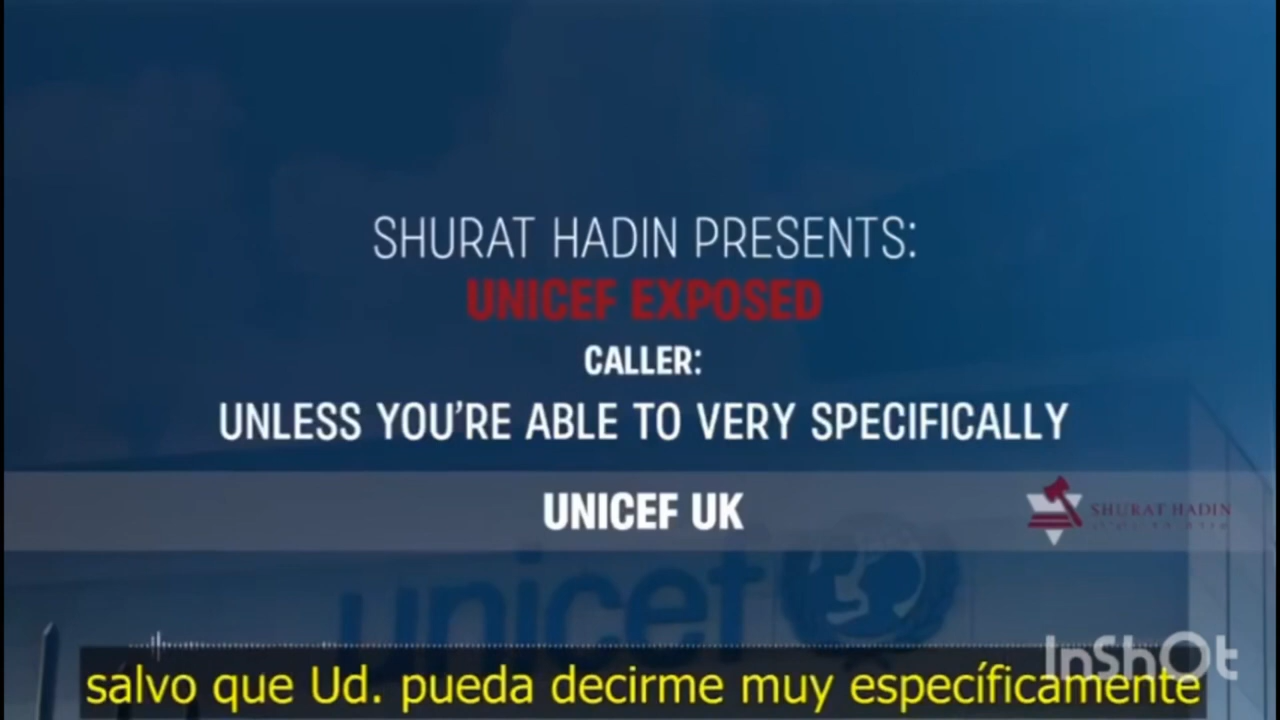 SHURAT HADIN PRESENTS:
UNICEF EXPOSED
CALLER:
UNLESS YOU'RE ABLE TO VERY SPECIFICALLY
UNICEF UK
SHURAT HADIN
unicef
InShOt
salvo que Ud. pueda decirme muy específicamente